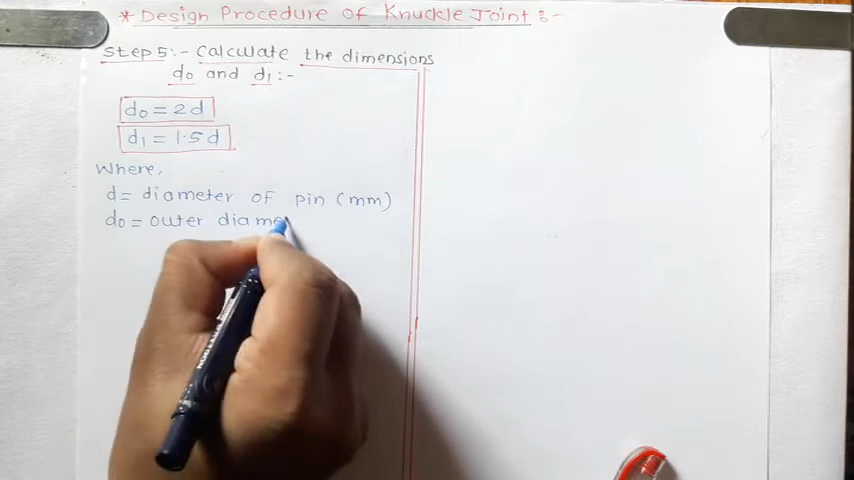 * Design Procedure of Knuckle Joint :-
Step 5:- Calculate the dimensions
do and d1 :-
do = 2d
d1 = 1.5d
Where,
d = diameter of pin (mm)
do = outer diame